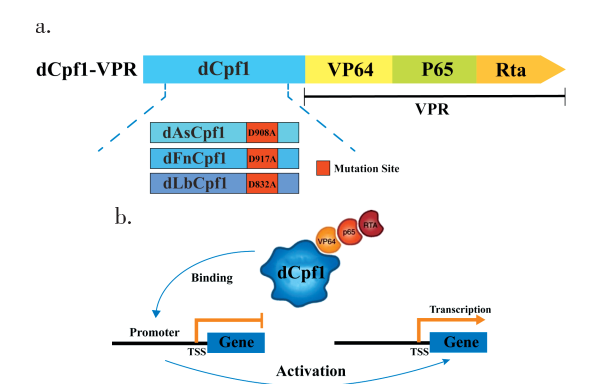 a.
dCpf1-VPR dCpf1 VP64 P65 Rta
VPR
dAsCpf1 D908A
dFnCpf1 D917A
dLbCpf1 D832A
Mutation Site
b.
VP64 p65 RTA
dCpf1
Binding
Promoter
TSS
Gene
Transcription
TSS
Gene
Activation